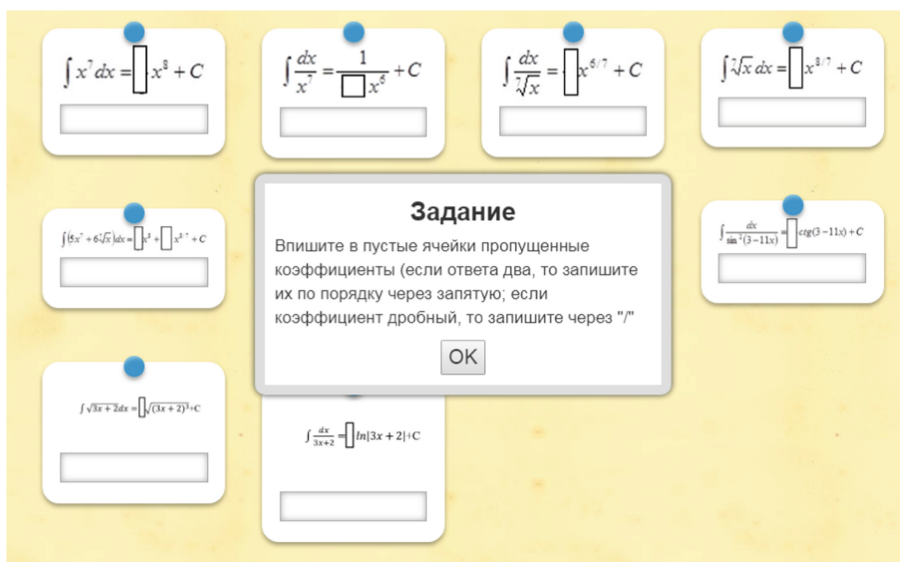 ∫ x⁷ dx = □ x⁸ + C
∫ dx/x⁷ = 1/(□ x⁶) + C
∫ dx/⁷√x = □ x^(6/7) + C
∫ ⁷√x dx = □ x^(8/7) + C
∫(5x⁷ + 6⁷√x)dx = □ x⁸ + □ x^(8/7) + C
Задание
Впишите в пустые ячейки пропущенные
коэффициенты (если ответа два, то запишите
их по порядку через запятую; если
коэффициент дробный, то запишите через "/"
OK
∫ dx/sin²(3−11x) = □ ctg(3−11x) + C
∫ √(3x + 2)dx = □ √((3x + 2)³)+C
∫ dx/(3x+2) = □ ln|3x + 2|+C